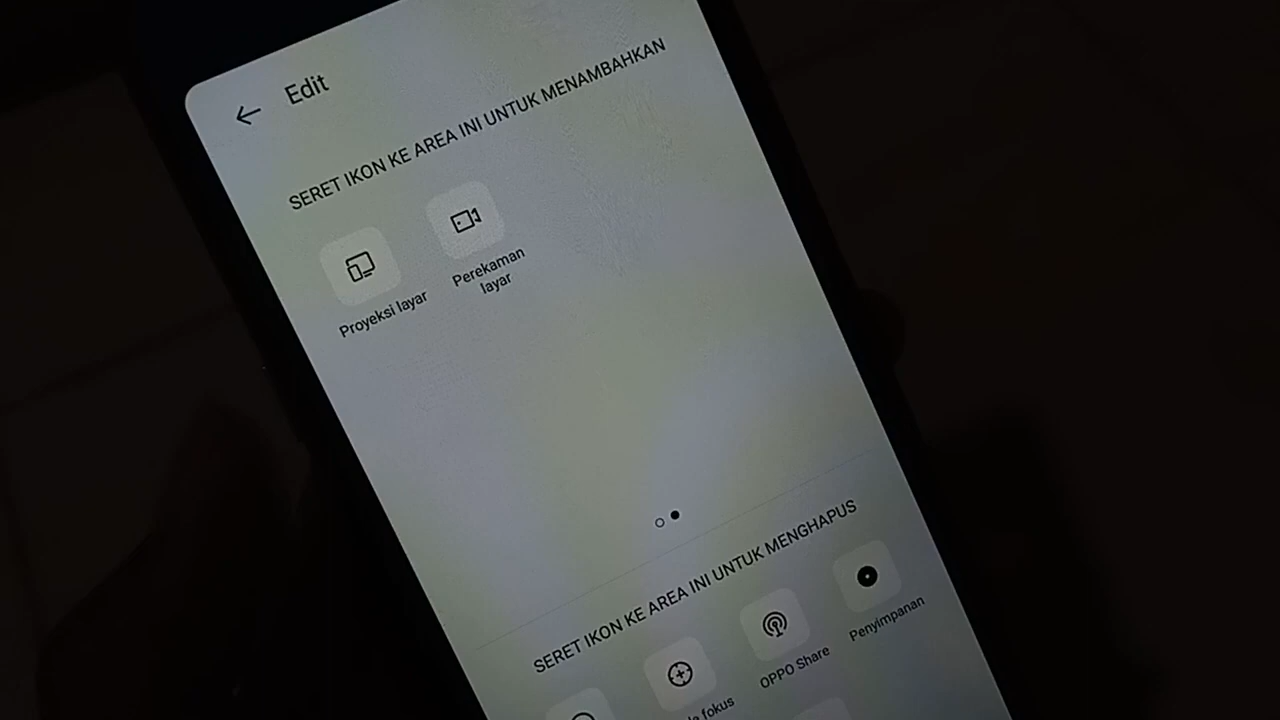 Edit
SERET IKON KE AREA INI UNTUK MENAMBAHKAN
Proyeksi layar
Perekaman
layar
SERET IKON KE AREA INI UNTUK MENGHAPUS
fokus
OPPO Share
Penyimpanan